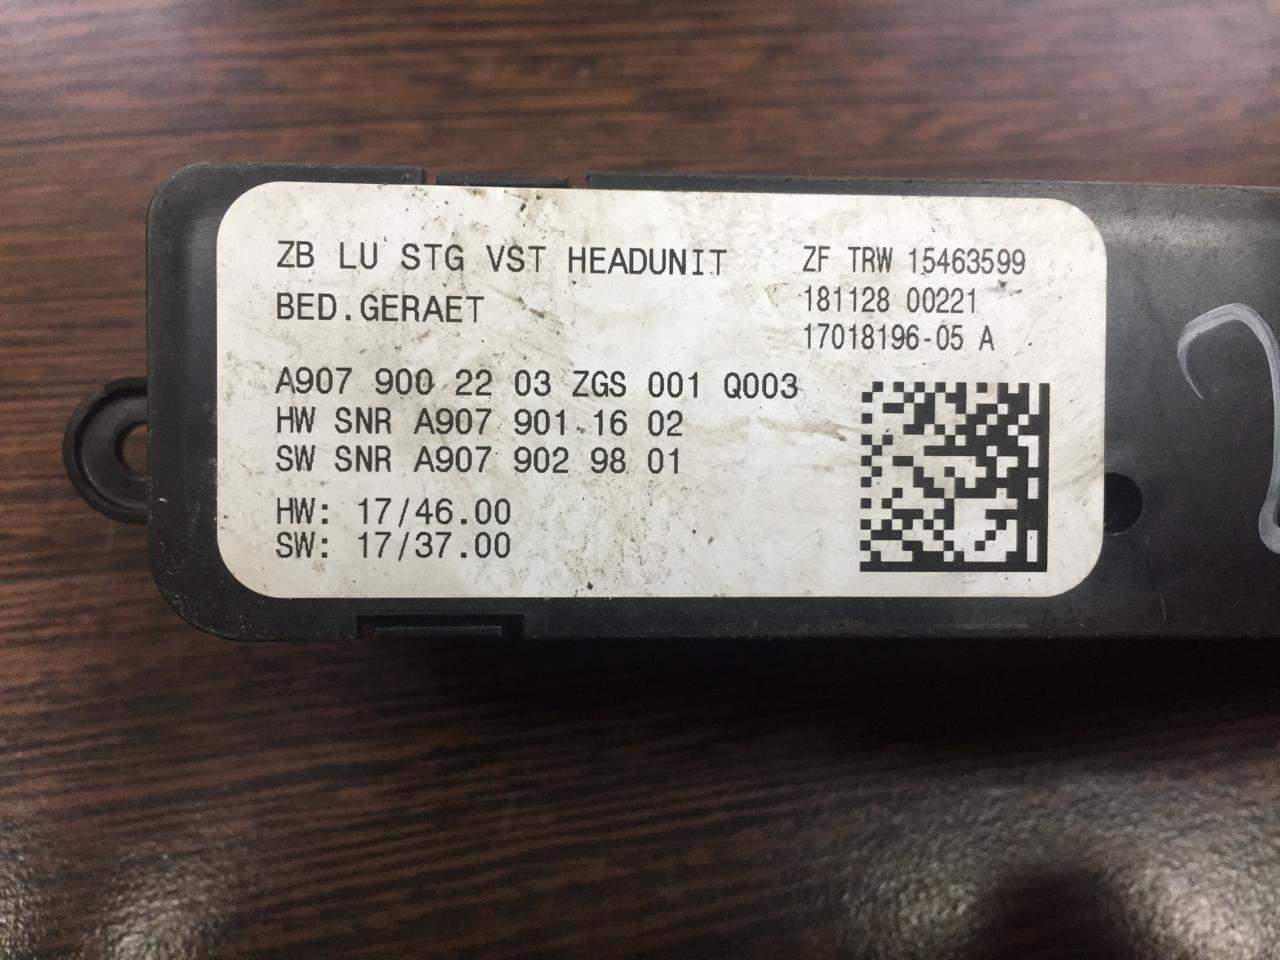 ZB LU STG VST HEADUNIT
BED.GERAET
ZF TRW 15463599
181128 00221
17018196-05 A
A907 900 22 03 ZGS 001 Q003
HW SNR A907 901 16 02
SW SNR A907 902 98 01
HW: 17/46.00
SW: 17/37.00